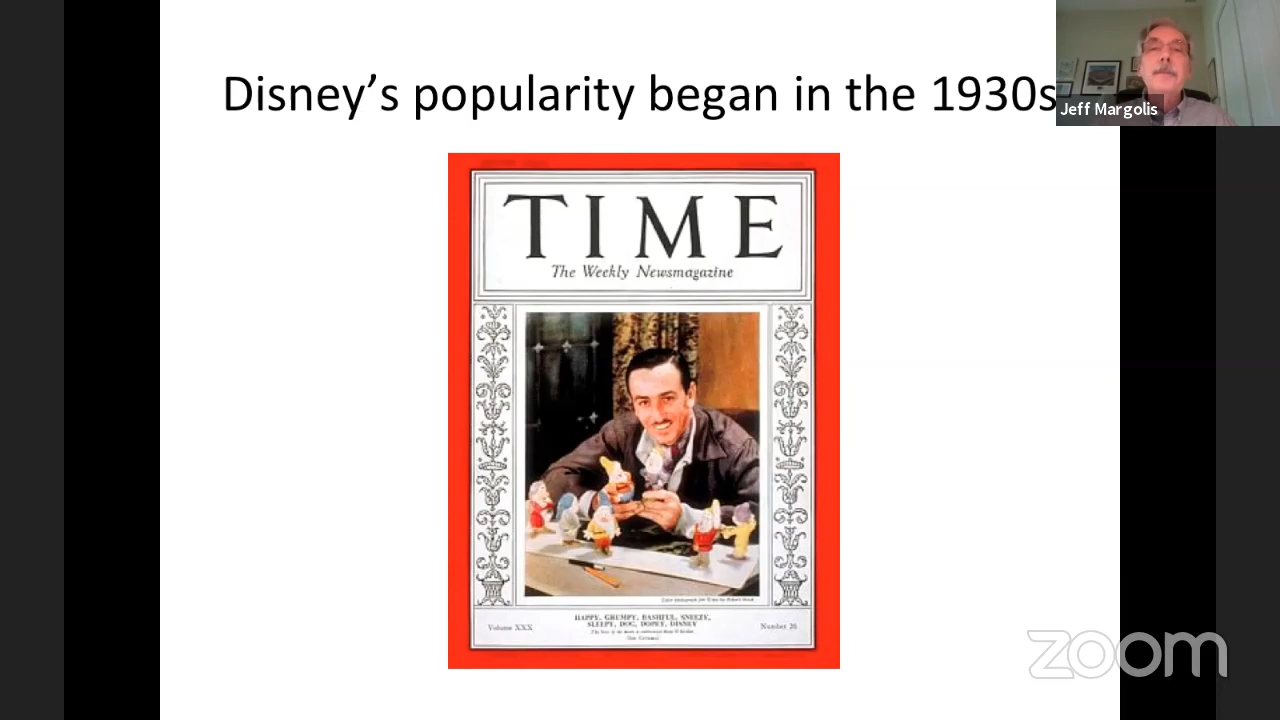 Disney's popularity began in the 1930s
Jeff Margolis
TIME
The Weekly Newsmagazine
Volume XXX
HAPPY, GRUMPY, BASHFUL, SNEEZY,
SLEEPY, DOC, DOPEY, DISNEY
Number 26
zoom